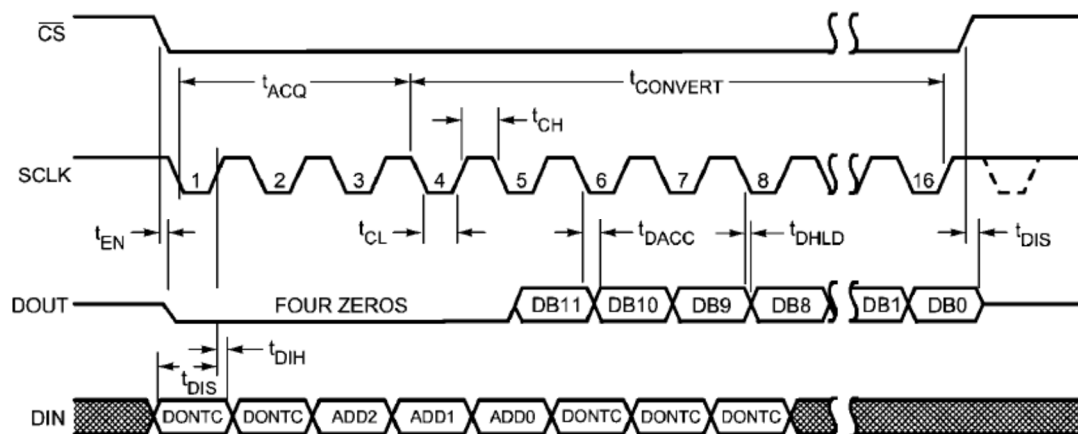 CS
tACQ
tCONVERT
tCH
SCLK
1 2 3 4 5 6 7 8 16
tEN
tCL
tDACC
tDHLD
tDIS
DOUT
FOUR ZEROS
DB11 DB10 DB9 DB8 DB1 DB0
tDIH
tDIS
DIN
DONTC DONTC ADD2 ADD1 ADD0 DONTC DONTC DONTC